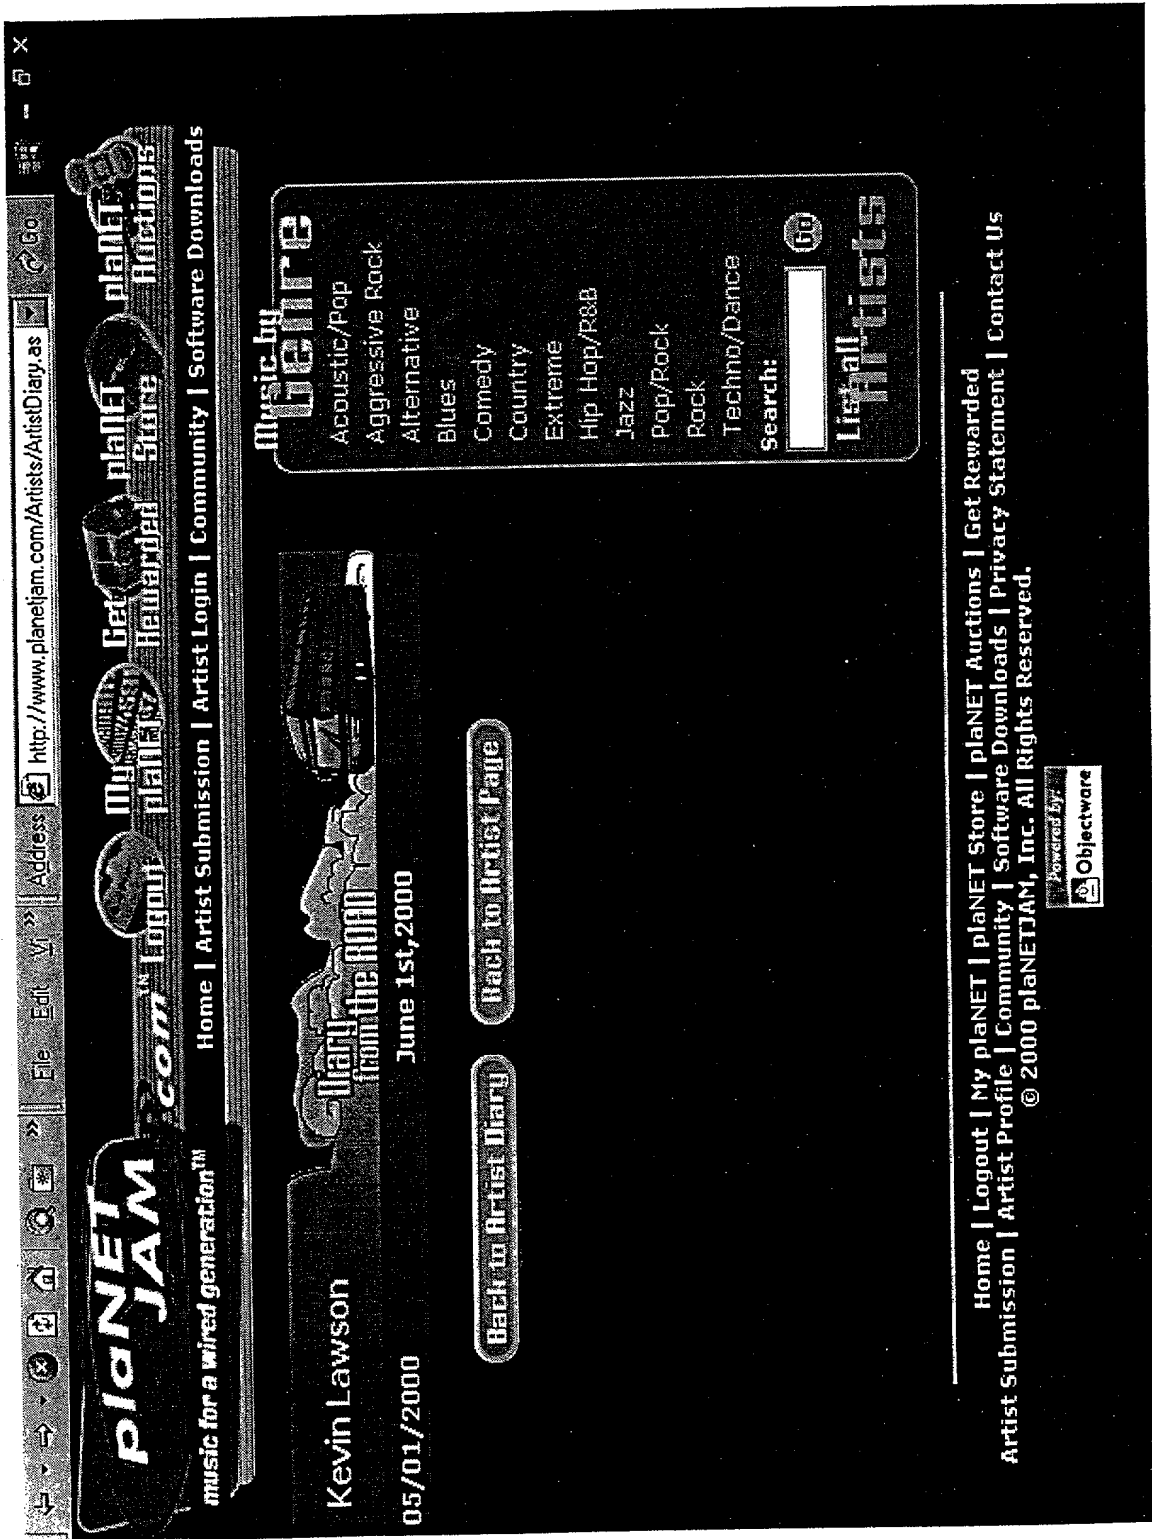 File Edit Vi » Address http://www.planetjam.com/Artists/ArtistDiary.as Go
plaNET
JAM
.com™
Logout
My
plaNET
Get
Rewarded
plaNET
Store
plaNET
Auctions
music for a wired generation™
Home | Artist Submission | Artist Login | Community | Software Downloads
Kevin Lawson
Diary
from the ROAD
05/01/2000 June 1st,2000
Back to Artist Diary Back to Artist Page
Music by
Genre
Acoustic/Pop
Aggressive Rock
Alternative
Blues
Comedy
Country
Extreme
Hip Hop/R&B
Jazz
Pop/Rock
Rock
Techno/Dance
Search:
Go
List all
Artists
Home | Logout | My plaNET | plaNET Store | plaNET Auctions | Get Rewarded
Artist Submission | Artist Profile | Community | Software Downloads | Privacy Statement | Contact Us
© 2000 plaNETJAM, Inc. All Rights Reserved.
Powered by:
Objectware